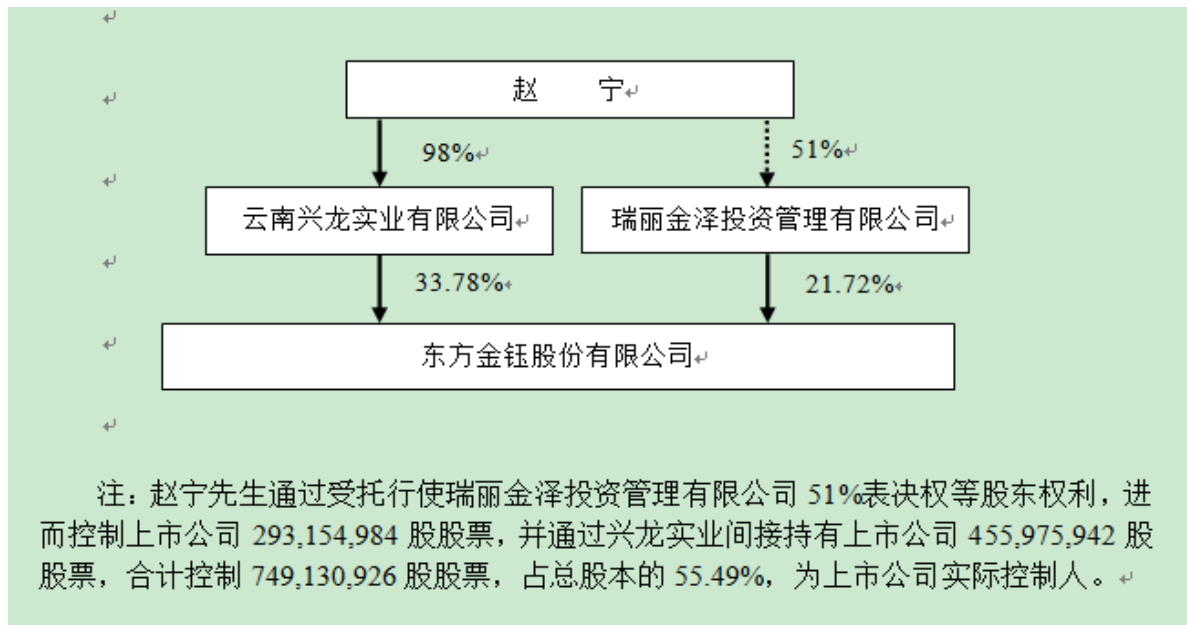 赵 宁
98%
51%
云南兴龙实业有限公司
瑞丽金泽投资管理有限公司
33.78%
21.72%
东方金钰股份有限公司
注：赵宁先生通过受托行使瑞丽金泽投资管理有限公司 51%表决权等股东权利，进
而控制上市公司 293,154,984 股股票，并通过兴龙实业间接持有上市公司 455,975,942 股
股票，合计控制 749,130,926 股股票，占总股本的 55.49%，为上市公司实际控制人。